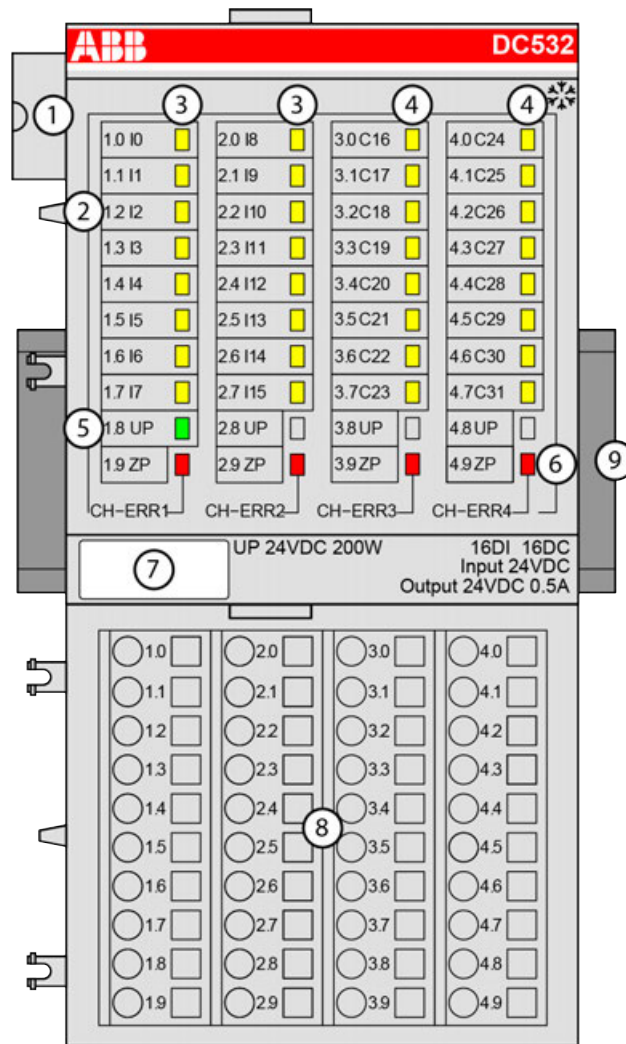 ABB DC532
1 3 3 4 4
1.0 I0 2.0 I8 3.0 C16 4.0 C24
1.1 I1 2.1 I9 3.1 C17 4.1 C25
2 1.2 I2 2.2 I10 3.2 C18 4.2 C26
1.3 I3 2.3 I11 3.3 C19 4.3 C27
1.4 I4 2.4 I12 3.4 C20 4.4 C28
1.5 I5 2.5 I13 3.5 C21 4.5 C29
1.6 I6 2.6 I14 3.6 C22 4.6 C30
1.7 I7 2.7 I15 3.7 C23 4.7 C31
5 1.8 UP 2.8 UP 3.8 UP 4.8 UP
1.9 ZP 2.9 ZP 3.9 ZP 4.9 ZP 6 9
CH-ERR1 CH-ERR2 CH-ERR3 CH-ERR4
UP 24VDC 200W 16DI 16DC
7 Input 24VDC
Output 24VDC 0.5A
1.0 2.0 3.0 4.0
1.1 2.1 3.1 4.1
1.2 2.2 3.2 4.2
1.3 2.3 3.3 4.3
1.4 2.4 3.4 4.4
8
1.5 2.5 3.5 4.5
1.6 2.6 3.6 4.6
1.7 2.7 3.7 4.7
1.8 2.8 3.8 4.8
1.9 2.9 3.9 4.9